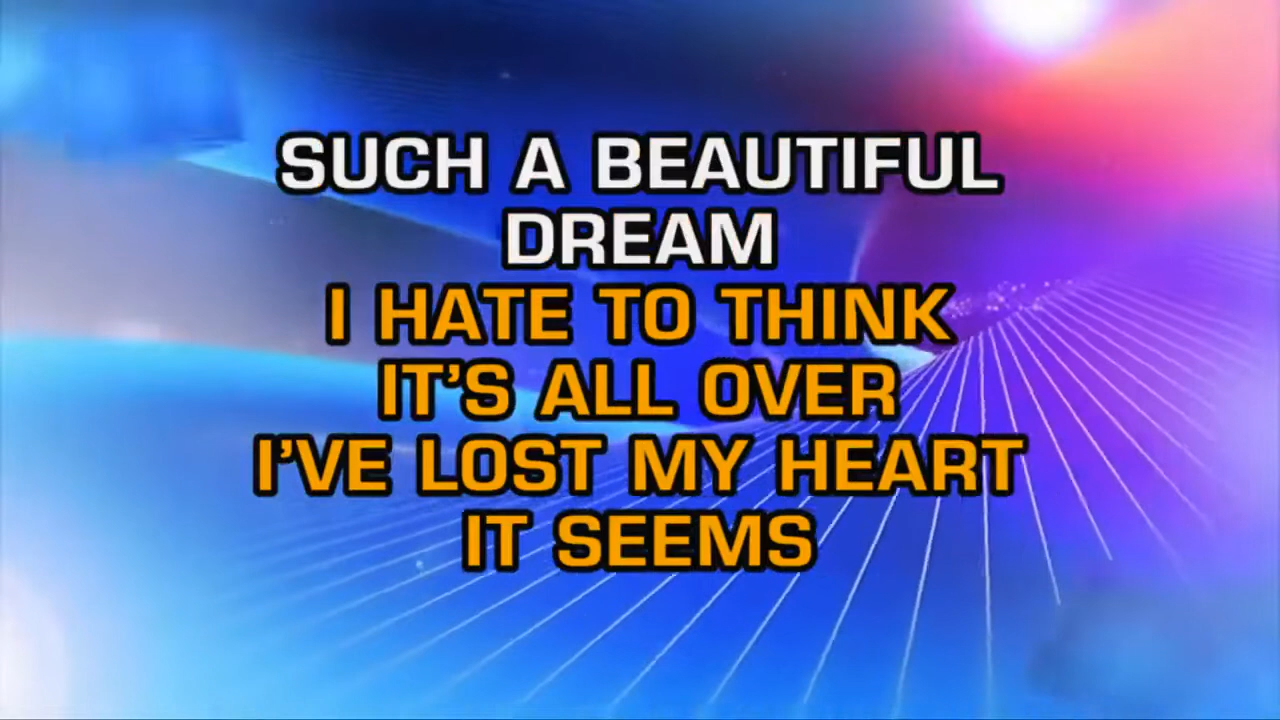 SUCH A BEAUTIFUL
DREAM
I HATE TO THINK
IT'S ALL OVER
I'VE LOST MY HEART
IT SEEMS